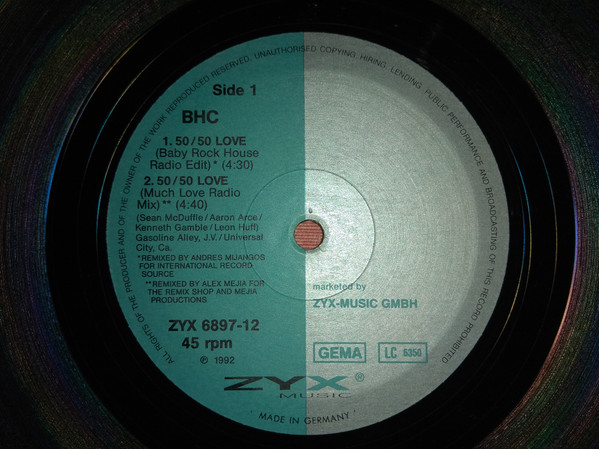 ALL RIGHTS OF THE PRODUCER AND OF THE OWNER OF THE WORK REPRODUCED RESERVED. UNAUTHORISED COPYING, HIRING, LENDING, PUBLIC PERFORMANCE AND BROADCASTING OF THIS RECORD PROHIBITED
Side 1
BHC
1. 50/50 LOVE
(Baby Rock House
Radio Edit)* (4:30)
2. 50/50 LOVE
(Much Love Radio
Mix)** (4:40)
(Sean McDuffie/Aaron Arce/
Kenneth Gamble/Leon Huff)
Gasoline Alley, J.V./Universal
City, Ca.
*REMIXED BY ANDRES MIJANGOS
FOR INTERNATIONAL RECORD
SOURCE
**REMIXED BY ALEX MEJIA FOR
THE REMIX SHOP AND MEJIA
PRODUCTIONS
marketed by
ZYX-MUSIC GMBH
ZYX 6897-12
45 rpm
℗ 1992
GEMA
LC 5350
ZYX®
MUSIC
· MADE IN GERMANY ·